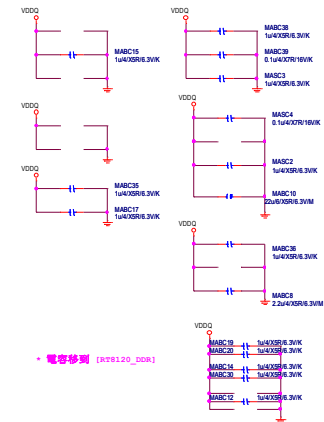 VDDQ
MABC15
1u/4/X5R/6.3V/K
VDDQ
VDDQ
MABC35
1u/4/X5R/6.3V/K
MABC17
1u/4/X5R/6.3V/K
VDDQ
MABC38
1u/4/X5R/6.3V/K
MABC39
0.1u/4/X7R/16V/K
MASC3
1u/4/X5R/6.3V/K
VDDQ
MASC4
0.1u/4/X7R/16V/K
MASC2
1u/4/X5R/6.3V/K
MABC10
22u/6/X5R/6.3V/M
VDDQ
MABC36
1u/4/X5R/6.3V/K
MABC8
2.2u/4/X5R/6.3V/M
* 電容移到 [RT8120_DDR]
VDDQ
MABC19 1u/4/X5R/6.3V/K
MABC20 1u/4/X5R/6.3V/K
MABC14 1u/4/X5R/6.3V/K
MABC30 1u/4/X5R/6.3V/K
MABC12 1u/4/X5R/6.3V/K